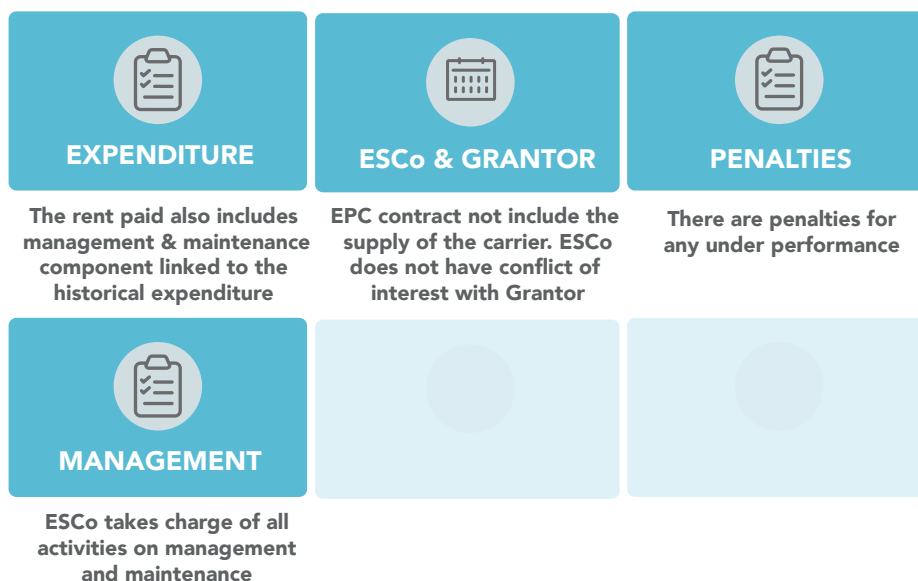 EXPENDITURE
The rent paid also includes
management & maintenance
component linked to the
historical expenditure
ESCo & GRANTOR
EPC contract not include the
supply of the carrier. ESCo
does not have conflict of
interest with Grantor
PENALTIES
There are penalties for
any under performance
MANAGEMENT
ESCo takes charge of all
activities on management
and maintenance